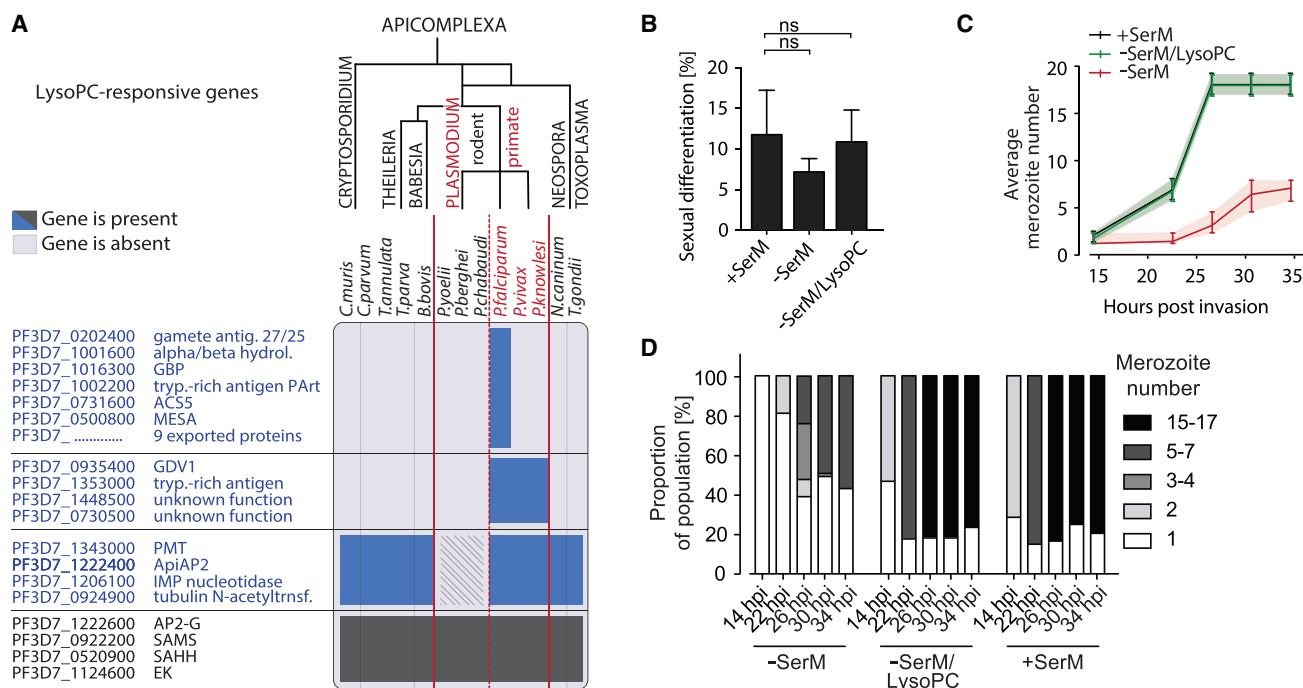 A
APICOMPLEXA
LysoPC-responsive genes
CRYPTOSPORIDIUM
THEILERIA
BABESIA
PLASMODIUM
rodent
primate
NEOSPORA
TOXOPLASMA
Gene is present
Gene is absent
C.muris
C.parvum
T.annulata
T.parva
B.bovis
P.yoelii
P.berghei
P.chabaudi
P.falciparum
P.vivax
P.knowlesi
N.caninum
T.gondii
PF3D7_0202400 gamete antig. 27/25
PF3D7_1001600 alpha/beta hydrol.
PF3D7_1016300 GBP
PF3D7_1002200 tryp.-rich antigen PArt
PF3D7_0731600 ACS5
PF3D7_0500800 MESA
PF3D7_ ............. 9 exported proteins
PF3D7_0935400 GDV1
PF3D7_1353000 tryp.-rich antigen
PF3D7_1448500 unknown function
PF3D7_0730500 unknown function
PF3D7_1343000 PMT
PF3D7_1222400 ApiAP2
PF3D7_1206100 IMP nucleotidase
PF3D7_0924900 tubulin N-acetyltrnsf.
PF3D7_1222600 AP2-G
PF3D7_0922200 SAMS
PF3D7_0520900 SAHH
PF3D7_1124600 EK
B
ns
ns
Sexual differentiation [%]
20
15
10
5
0
+SerM
-SerM
-SerM/LysoPC
C
+SerM
-SerM/LysoPC
-SerM
Average
merozoite number
20
10
5
0
15 20 25 30 35
Hours post invasion
D
Proportion
of population [%]
100
80
60
40
20
0
14 hpi
22 hpi
26 hpi
30 hpi
34 hpi
-SerM
14 hpi
22 hpi
26 hpi
30 hpi
34 hpi
-SerM/
LysoPC
14 hpi
22 hpi
26 hpi
30 hpi
34 hpi
+SerM
Merozoite
number
15-17
5-7
3-4
2
1